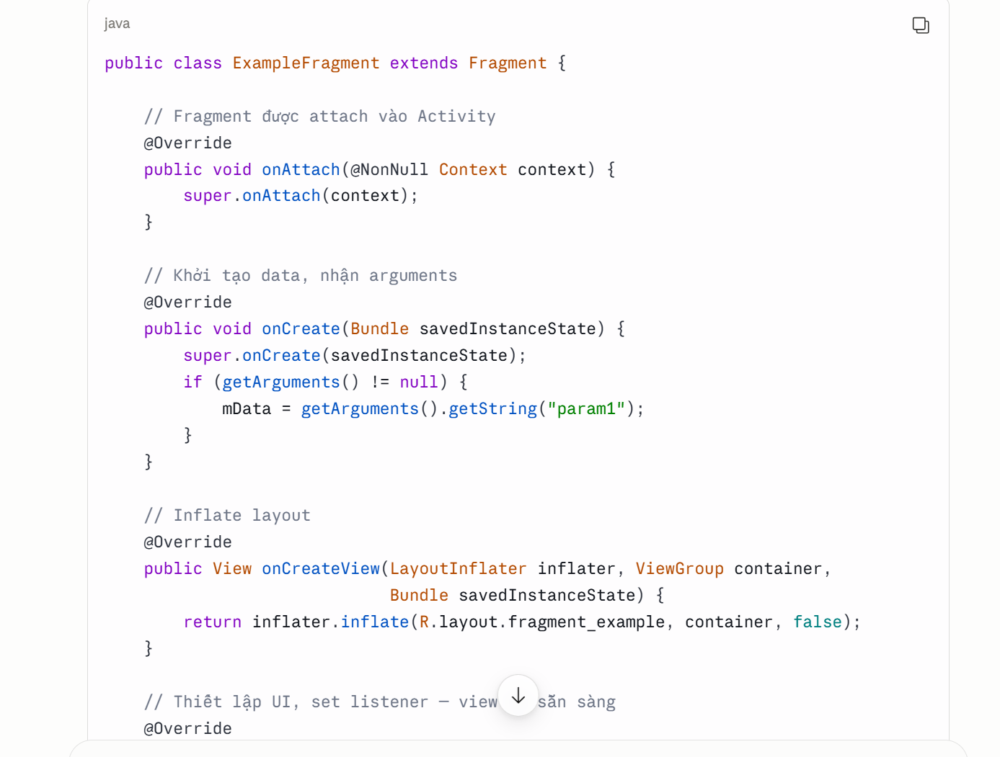 java
public class ExampleFragment extends Fragment {
    // Fragment được attach vào Activity
    @Override
    public void onAttach(@NonNull Context context) {
        super.onAttach(context);
    }
    // Khởi tạo data, nhận arguments
    @Override
    public void onCreate(Bundle savedInstanceState) {
        super.onCreate(savedInstanceState);
        if (getArguments() != null) {
            mData = getArguments().getString("param1");
        }
    }
    // Inflate layout
    @Override
    public View onCreateView(LayoutInflater inflater, ViewGroup container,
                             Bundle savedInstanceState) {
        return inflater.inflate(R.layout.fragment_example, container, false);
    }
    // Thiết lập UI, set listener — view sẵn sàng
    @Override